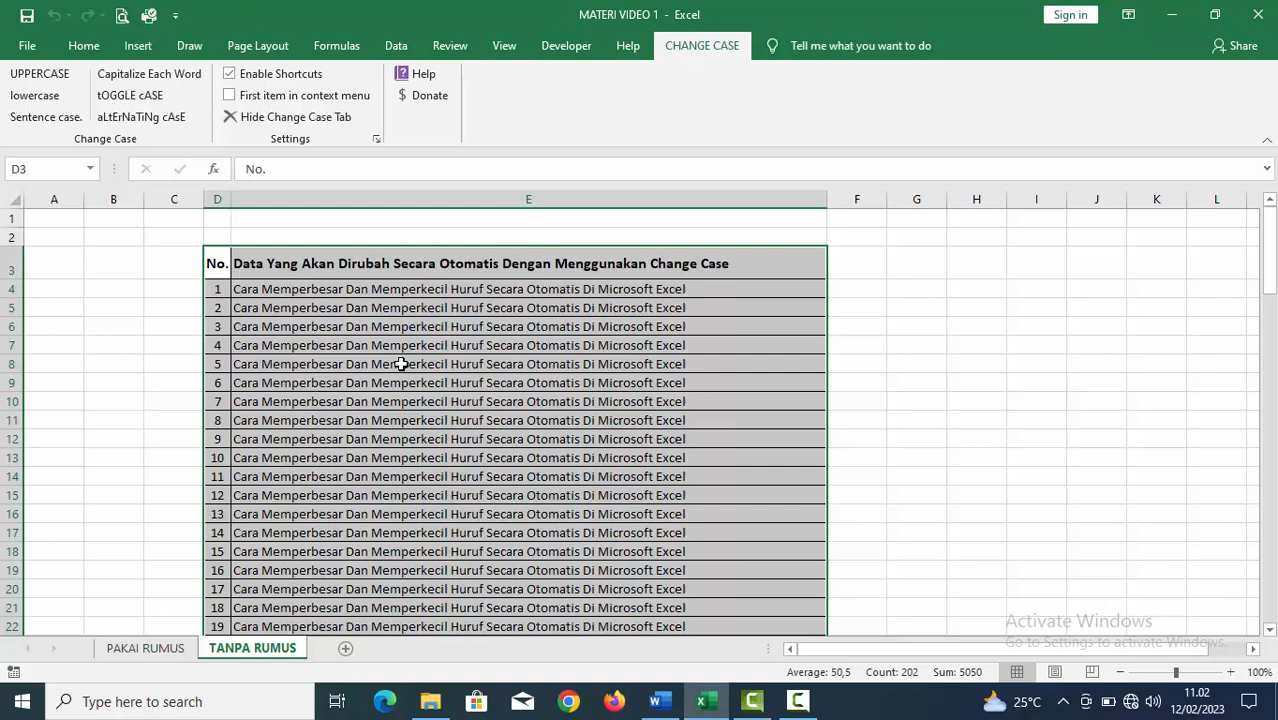 MATERI VIDEO 1 - Excel
Sign in
File Home Insert Draw Page Layout Formulas Data Review View Developer Help CHANGE CASE Tell me what you want to do Share
UPPERCASE Capitalize Each Word Enable Shortcuts Help
lowercase tOGGLE cASE First item in context menu $ Donate
Sentence case. aLtErNaTiNg cAsE Hide Change Case Tab
Change Case Settings
D3 fx No.
A B C D E F G H I J K L
1
2
3 No. Data Yang Akan Dirubah Secara Otomatis Dengan Menggunakan Change Case
4 1 Cara Memperbesar Dan Memperkecil Huruf Secara Otomatis Di Microsoft Excel
5 2 Cara Memperbesar Dan Memperkecil Huruf Secara Otomatis Di Microsoft Excel
6 3 Cara Memperbesar Dan Memperkecil Huruf Secara Otomatis Di Microsoft Excel
7 4 Cara Memperbesar Dan Memperkecil Huruf Secara Otomatis Di Microsoft Excel
8 5 Cara Memperbesar Dan Memperkecil Huruf Secara Otomatis Di Microsoft Excel
9 6 Cara Memperbesar Dan Memperkecil Huruf Secara Otomatis Di Microsoft Excel
10 7 Cara Memperbesar Dan Memperkecil Huruf Secara Otomatis Di Microsoft Excel
11 8 Cara Memperbesar Dan Memperkecil Huruf Secara Otomatis Di Microsoft Excel
12 9 Cara Memperbesar Dan Memperkecil Huruf Secara Otomatis Di Microsoft Excel
13 10 Cara Memperbesar Dan Memperkecil Huruf Secara Otomatis Di Microsoft Excel
14 11 Cara Memperbesar Dan Memperkecil Huruf Secara Otomatis Di Microsoft Excel
15 12 Cara Memperbesar Dan Memperkecil Huruf Secara Otomatis Di Microsoft Excel
16 13 Cara Memperbesar Dan Memperkecil Huruf Secara Otomatis Di Microsoft Excel
17 14 Cara Memperbesar Dan Memperkecil Huruf Secara Otomatis Di Microsoft Excel
18 15 Cara Memperbesar Dan Memperkecil Huruf Secara Otomatis Di Microsoft Excel
19 16 Cara Memperbesar Dan Memperkecil Huruf Secara Otomatis Di Microsoft Excel
20 17 Cara Memperbesar Dan Memperkecil Huruf Secara Otomatis Di Microsoft Excel
21 18 Cara Memperbesar Dan Memperkecil Huruf Secara Otomatis Di Microsoft Excel
22 19 Cara Memperbesar Dan Memperkecil Huruf Secara Otomatis Di Microsoft Excel
Activate Windows
Go to Settings to activate Windows.
PAKAI RUMUS TANPA RUMUS
Average: 50,5 Count: 202 Sum: 5050 100%
Type here to search 25°C 11.02
12/02/2023